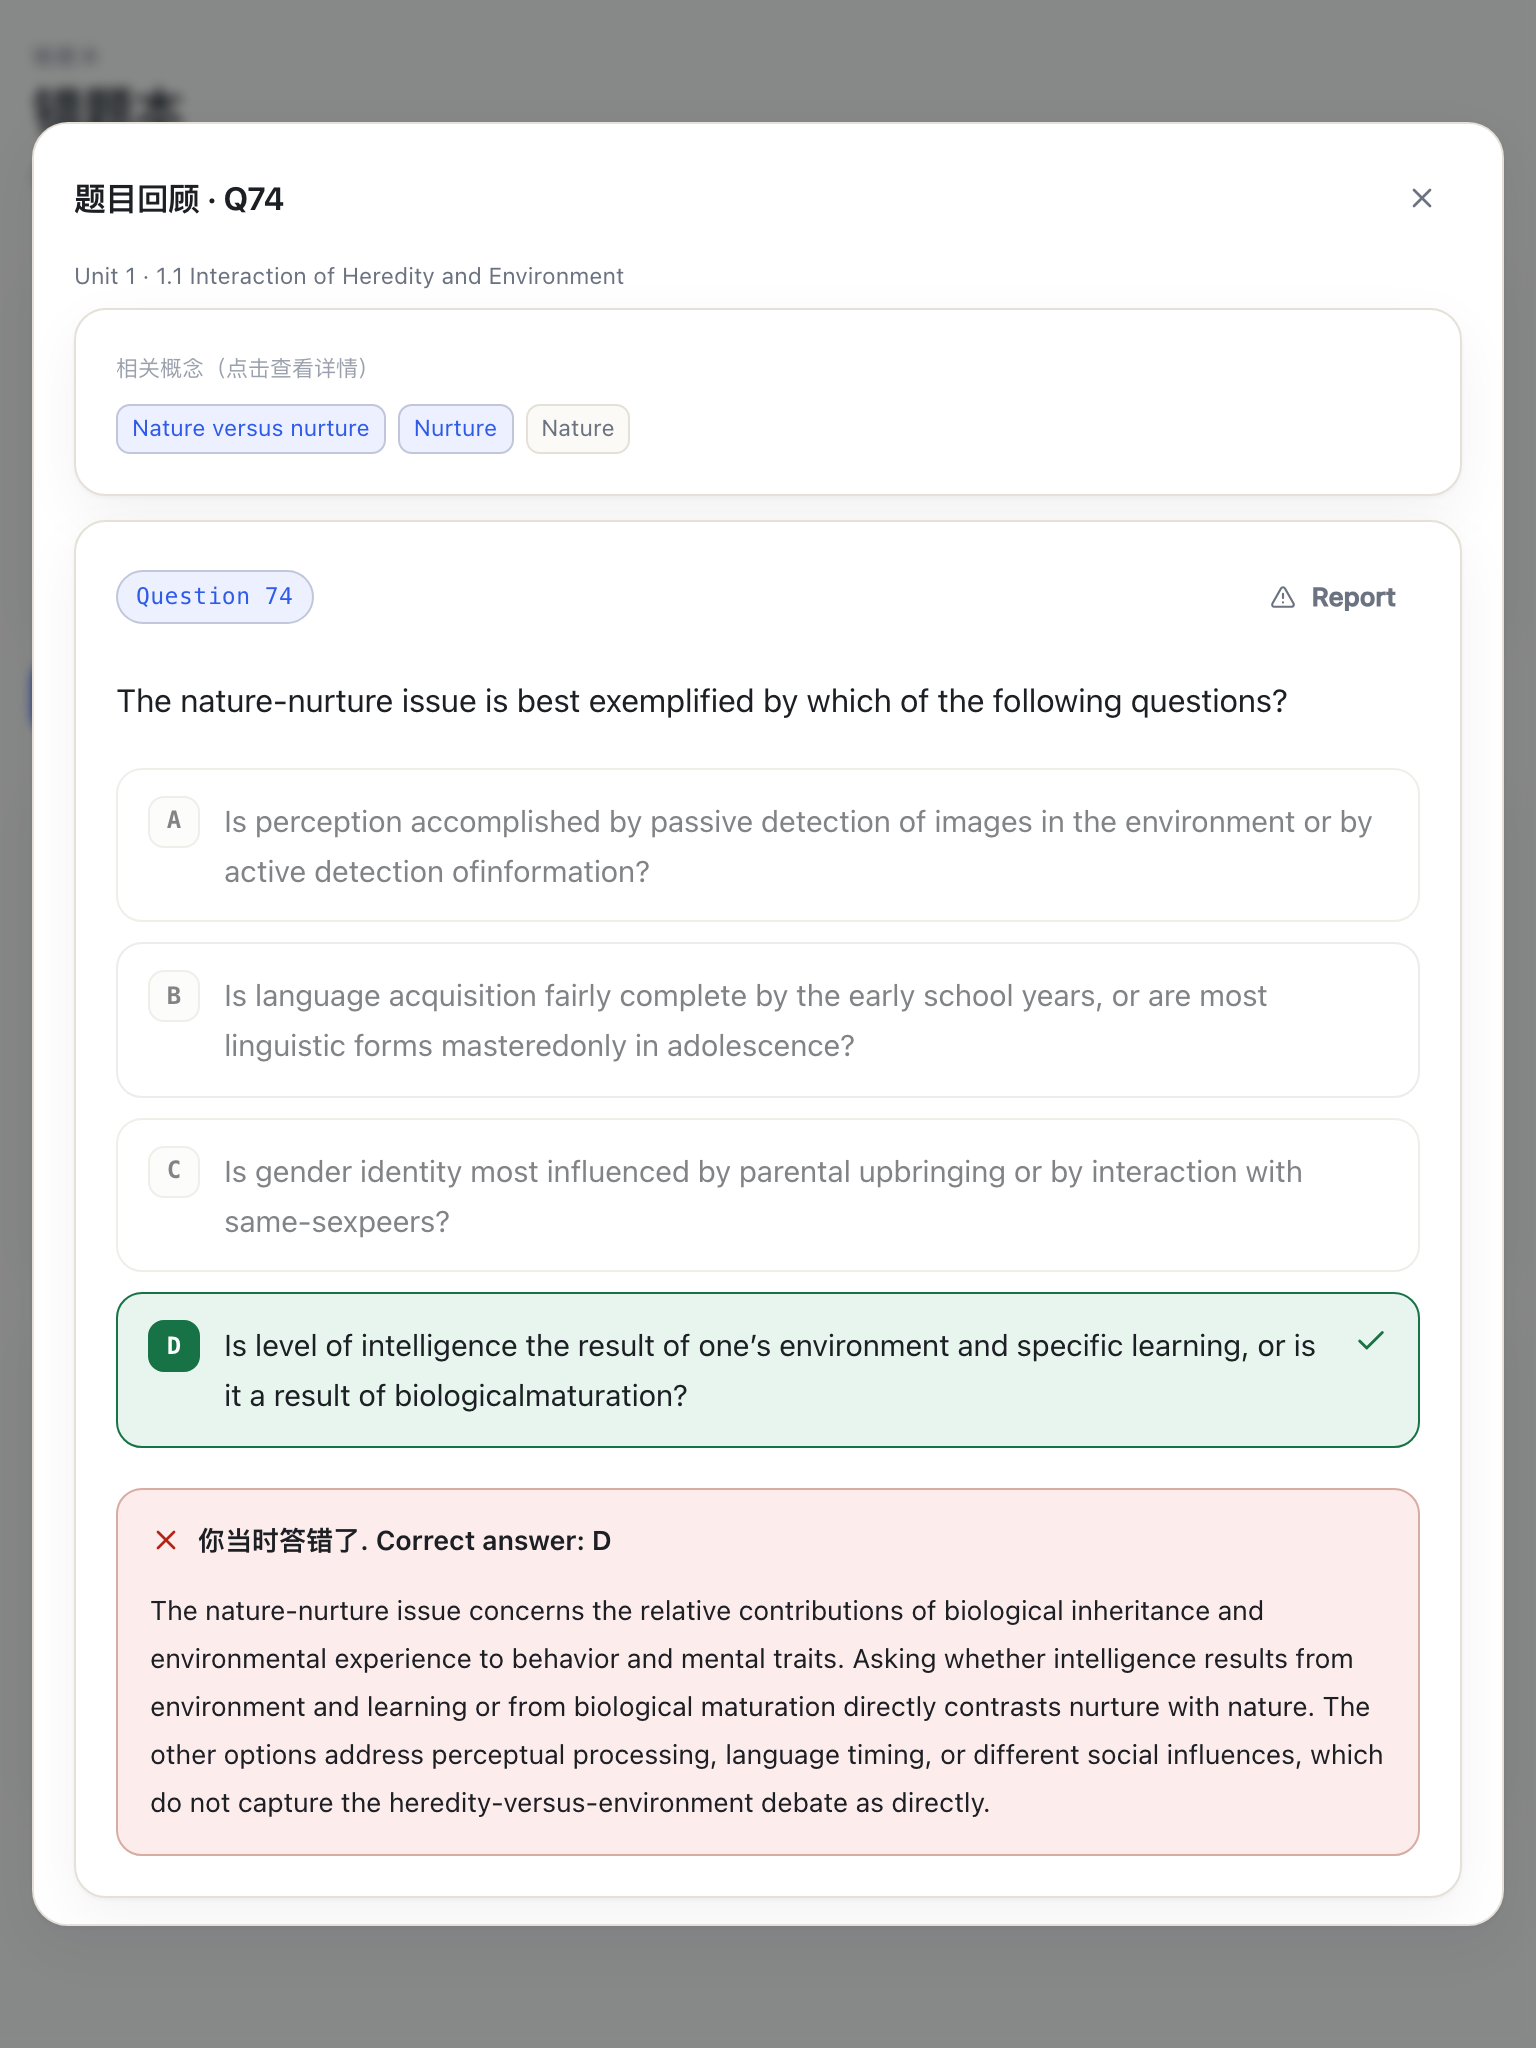 题目回顾 · Q74
Unit 1 · 1.1 Interaction of Heredity and Environment
相关概念（点击查看详情）
Nature versus nurture Nurture Nature
Question 74 Report
The nature-nurture issue is best exemplified by which of the following questions?
A Is perception accomplished by passive detection of images in the environment or by
active detection ofinformation?
B Is language acquisition fairly complete by the early school years, or are most
linguistic forms masteredonly in adolescence?
C Is gender identity most influenced by parental upbringing or by interaction with
same-sexpeers?
D Is level of intelligence the result of one’s environment and specific learning, or is
it a result of biologicalmaturation?
你当时答错了. Correct answer: D
The nature-nurture issue concerns the relative contributions of biological inheritance and
environmental experience to behavior and mental traits. Asking whether intelligence results from
environment and learning or from biological maturation directly contrasts nurture with nature. The
other options address perceptual processing, language timing, or different social influences, which
do not capture the heredity-versus-environment debate as directly.